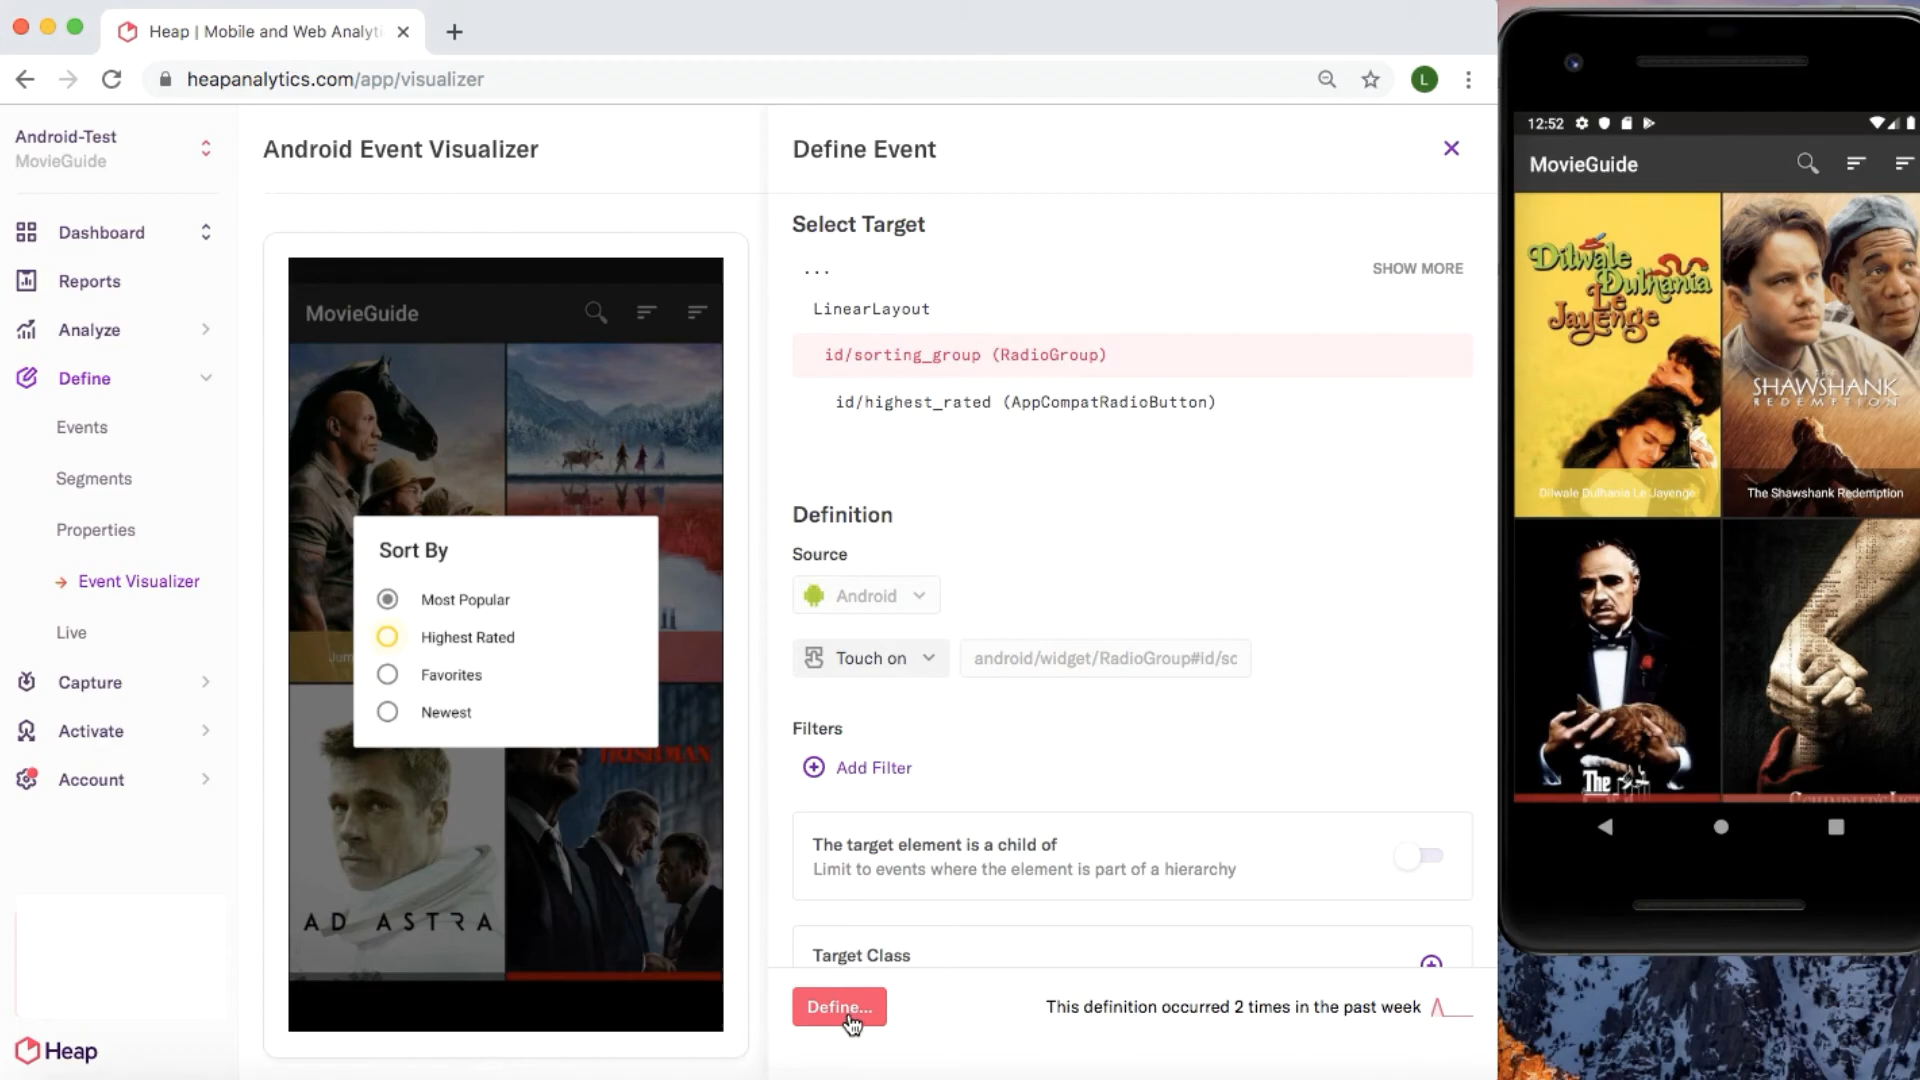 Heap | Mobile and Web Analyti
heapanalytics.com/app/visualizer
L
Android-Test
MovieGuide
Dashboard
Reports
Analyze
Define
Events
Segments
Properties
Event Visualizer
Live
Capture
Activate
Account
Heap
Android Event Visualizer
MovieGuide
Sort By
Most Popular
Highest Rated
Favorites
Newest
Jum
AD ASTRA
IRISHMAN
Define Event
Select Target
...
SHOW MORE
LinearLayout
id/sorting_group (RadioGroup)
id/highest_rated (AppCompatRadioButton)
Definition
Source
Android
Touch on
android/widget/RadioGroup#id/sc
Filters
Add Filter
The target element is a child of
Limit to events where the element is part of a hierarchy
Target Class
Define...
This definition occurred 2 times in the past week
12:52
MovieGuide
Dilwale
Dulhania
Le
Jayenge
Dilwale Dulhania Le Jayenge
THE
SHAWSHANK
REDEMPTION
The Shawshank Redemption
The